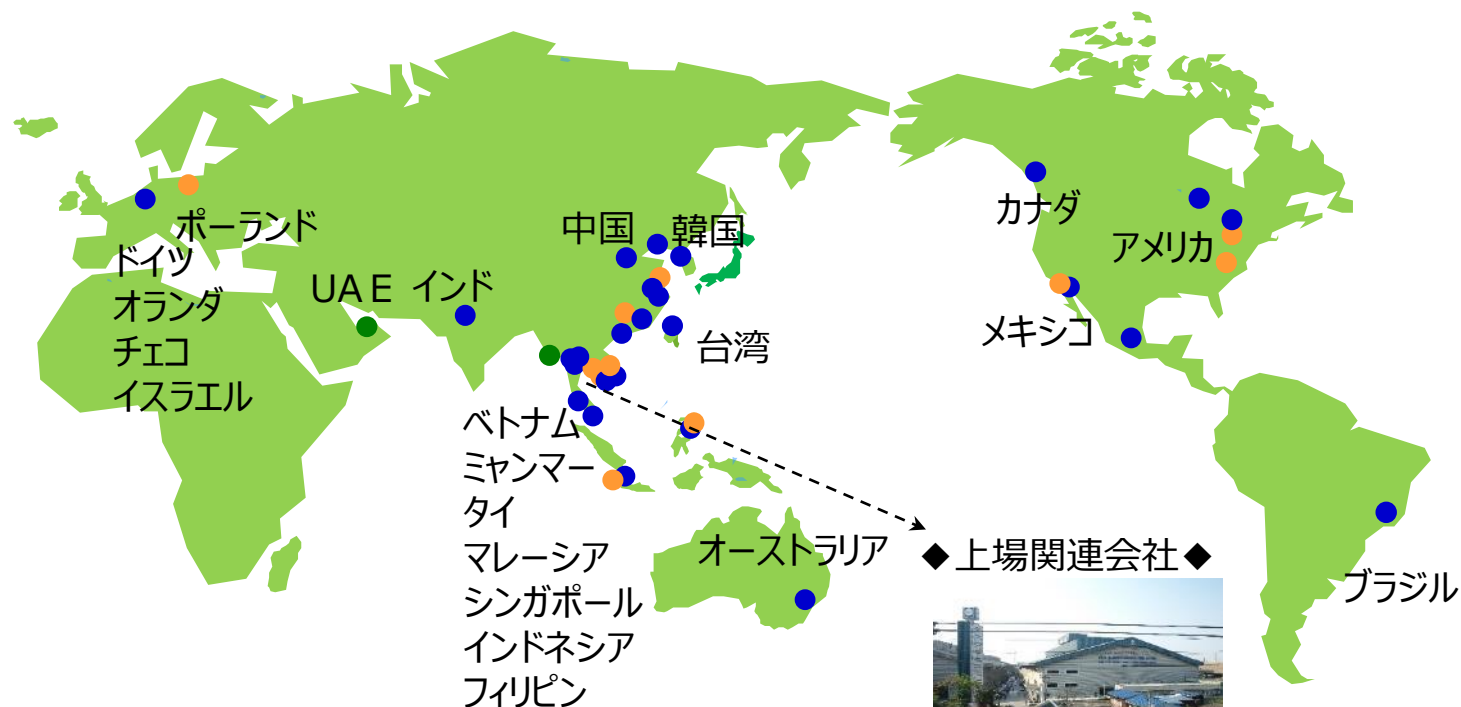 カナダ
ポーランド
中国
韓国
アメリカ
ドイツ
UAE
インド
オランダ
メキシコ
チェコ
台湾
イスラエル
ベトナム
ミャンマー
タイ
オーストラリア
マレーシア
◆上場関連会社◆
シンガポール
ブラジル
インドネシア
フィリピン